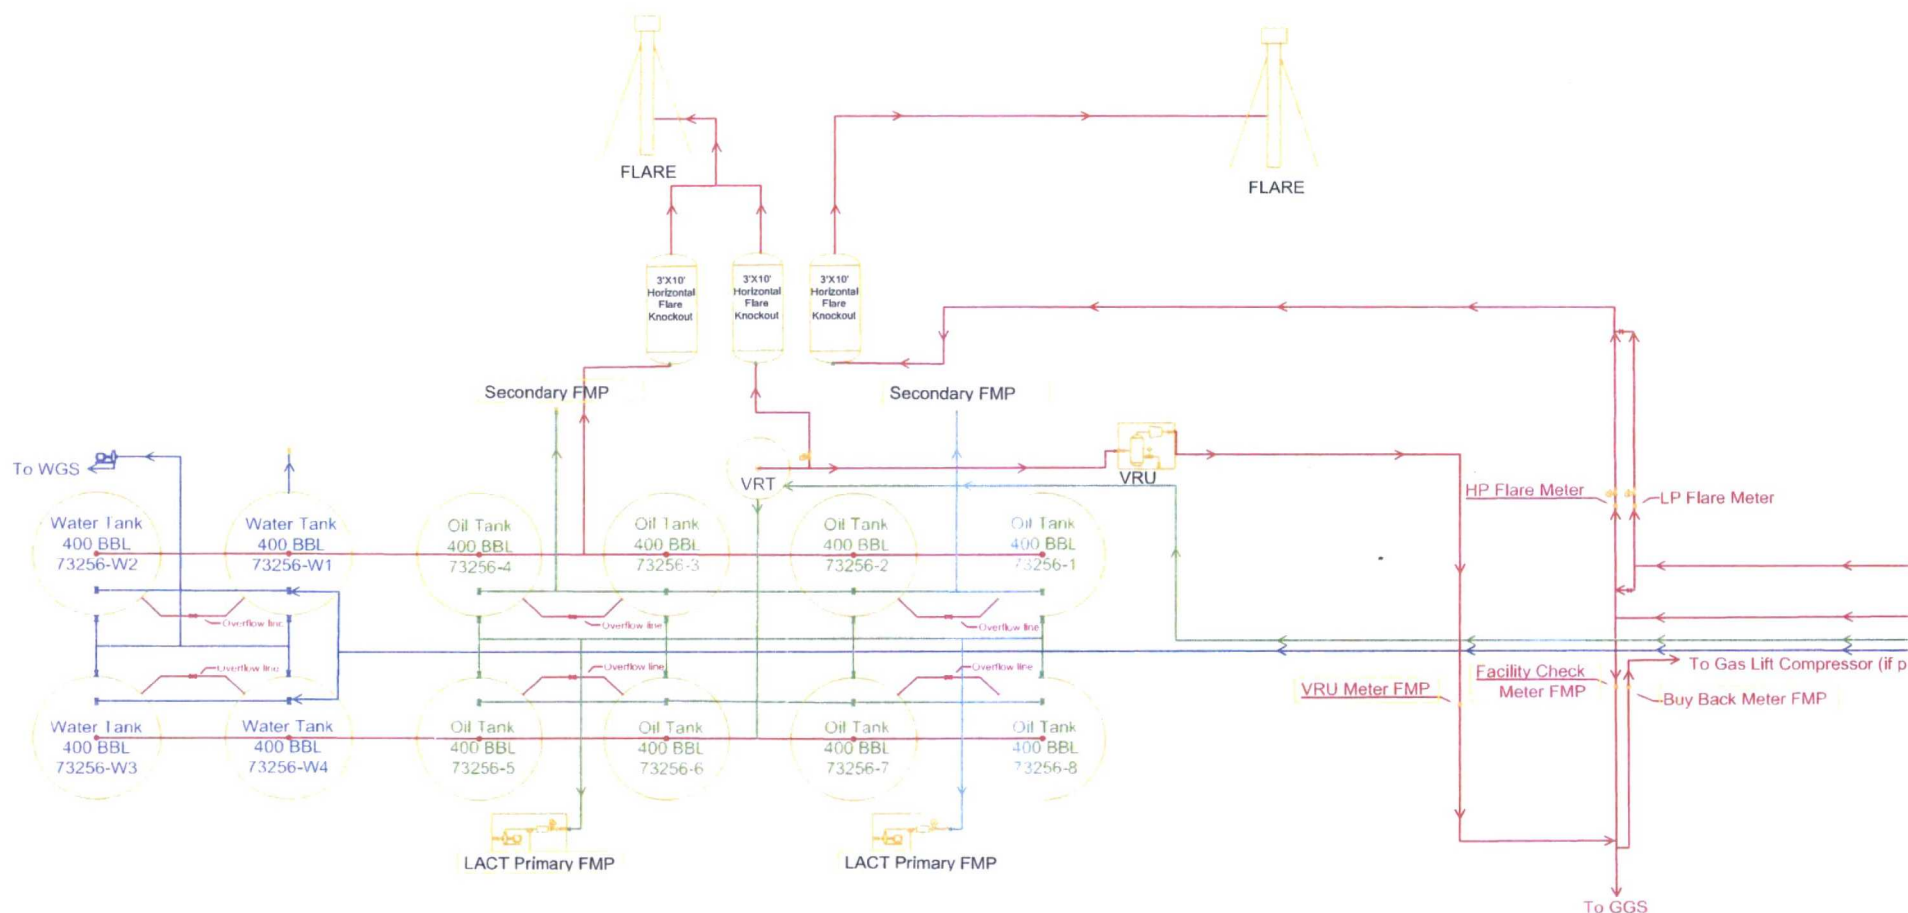 FLARE
FLARE
3'X10'
Horizontal
Flare
Knockout
3'X10'
Horizontal
Flare
Knockout
3'X10'
Horizontal
Flare
Knockout
Secondary FMP
Secondary FMP
To WGS
VRT
VRU
HP Flare Meter
LP Flare Meter
Water Tank
400 BBL
73256-W2
Water Tank
400 BBL
73256-W1
Oil Tank
400 BBL
73256-4
Oil Tank
400 BBL
73256-3
Oil Tank
400 BBL
73256-2
Oil Tank
400 BBL
73256-1
Overflow line
Overflow line
Overflow line
Overflow line
Overflow line
Overflow line
To Gas Lift Compressor (if p
Facility Check
Meter FMP
VRU Meter FMP
Buy Back Meter FMP
Water Tank
400 BBL
73256-W3
Water Tank
400 BBL
73256-W4
Oil Tank
400 BBL
73256-5
Oil Tank
400 BBL
73256-6
Oil Tank
400 BBL
73256-7
Oil Tank
400 BBL
73256-8
LACT Primary FMP
LACT Primary FMP
To GGS